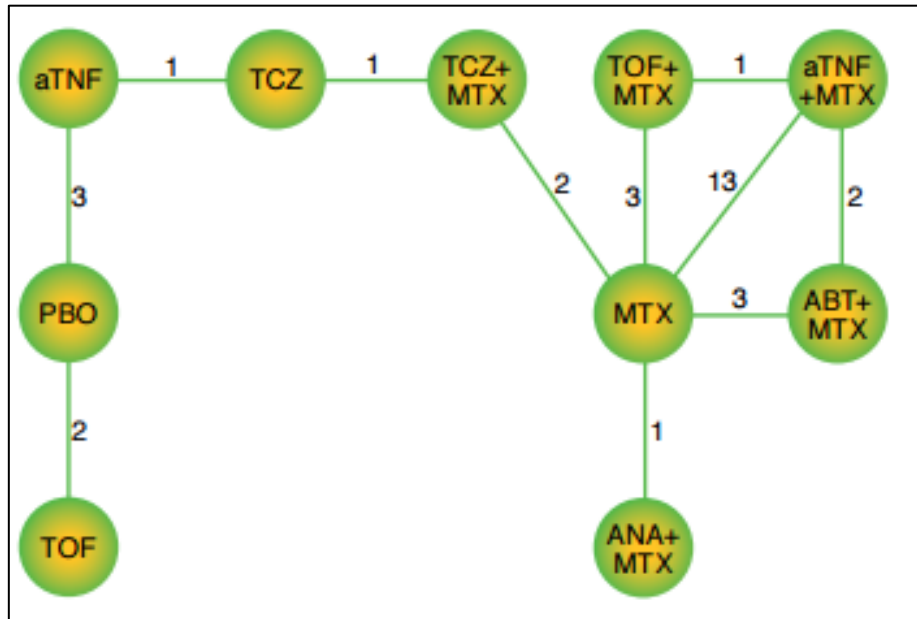 aTNF
1
TCZ
1
TCZ+
MTX
TOF+
MTX
1
aTNF
+MTX
3
2
3
13
2
PBO
MTX
3
ABT+
MTX
2
1
TOF
ANA+
MTX